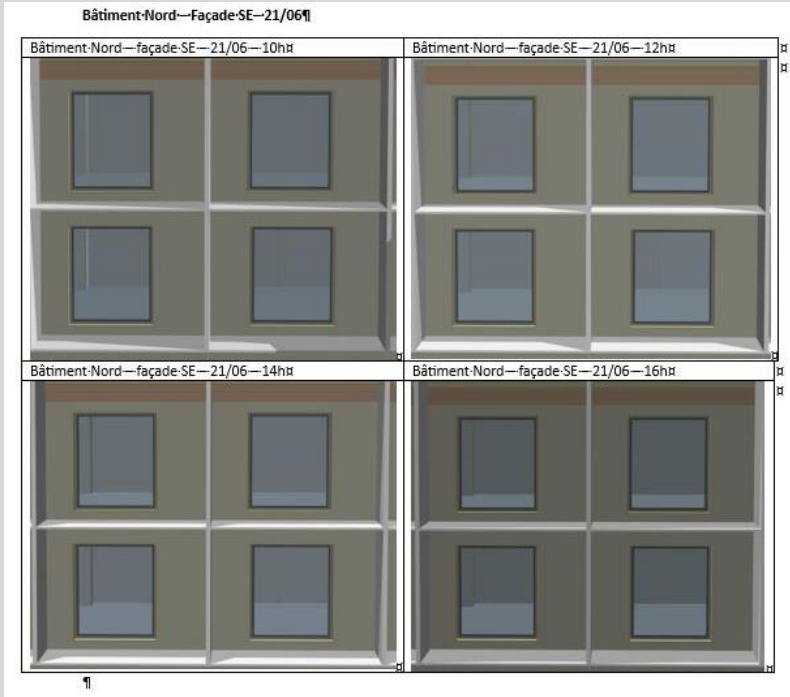 Bâtiment·Nord·–·Façade·SE·–·21/06¶
Bâtiment·Nord·–·façade·SE·–·21/06·–·10h¤
Bâtiment·Nord·–·façade·SE·–·21/06·–·12h¤
Bâtiment·Nord·–·façade·SE·–·21/06·–·14h¤
Bâtiment·Nord·–·façade·SE·–·21/06·–·16h¤